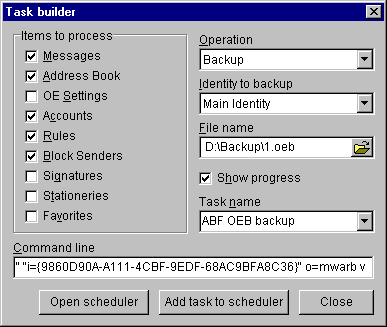 Task builder
Items to process
Messages
Address Book
OE Settings
Accounts
Rules
Block Senders
Signatures
Stationeries
Favorites
Operation
Backup
Identity to backup
Main Identity
File name
D:\Backup\1.oeb
Show progress
Task name
ABF OEB backup
Command line
" "i={9860D90A-A111-4CBF-9EDF-68AC9BFA8C36}" o=mwarb v
Open scheduler
Add task to scheduler
Close